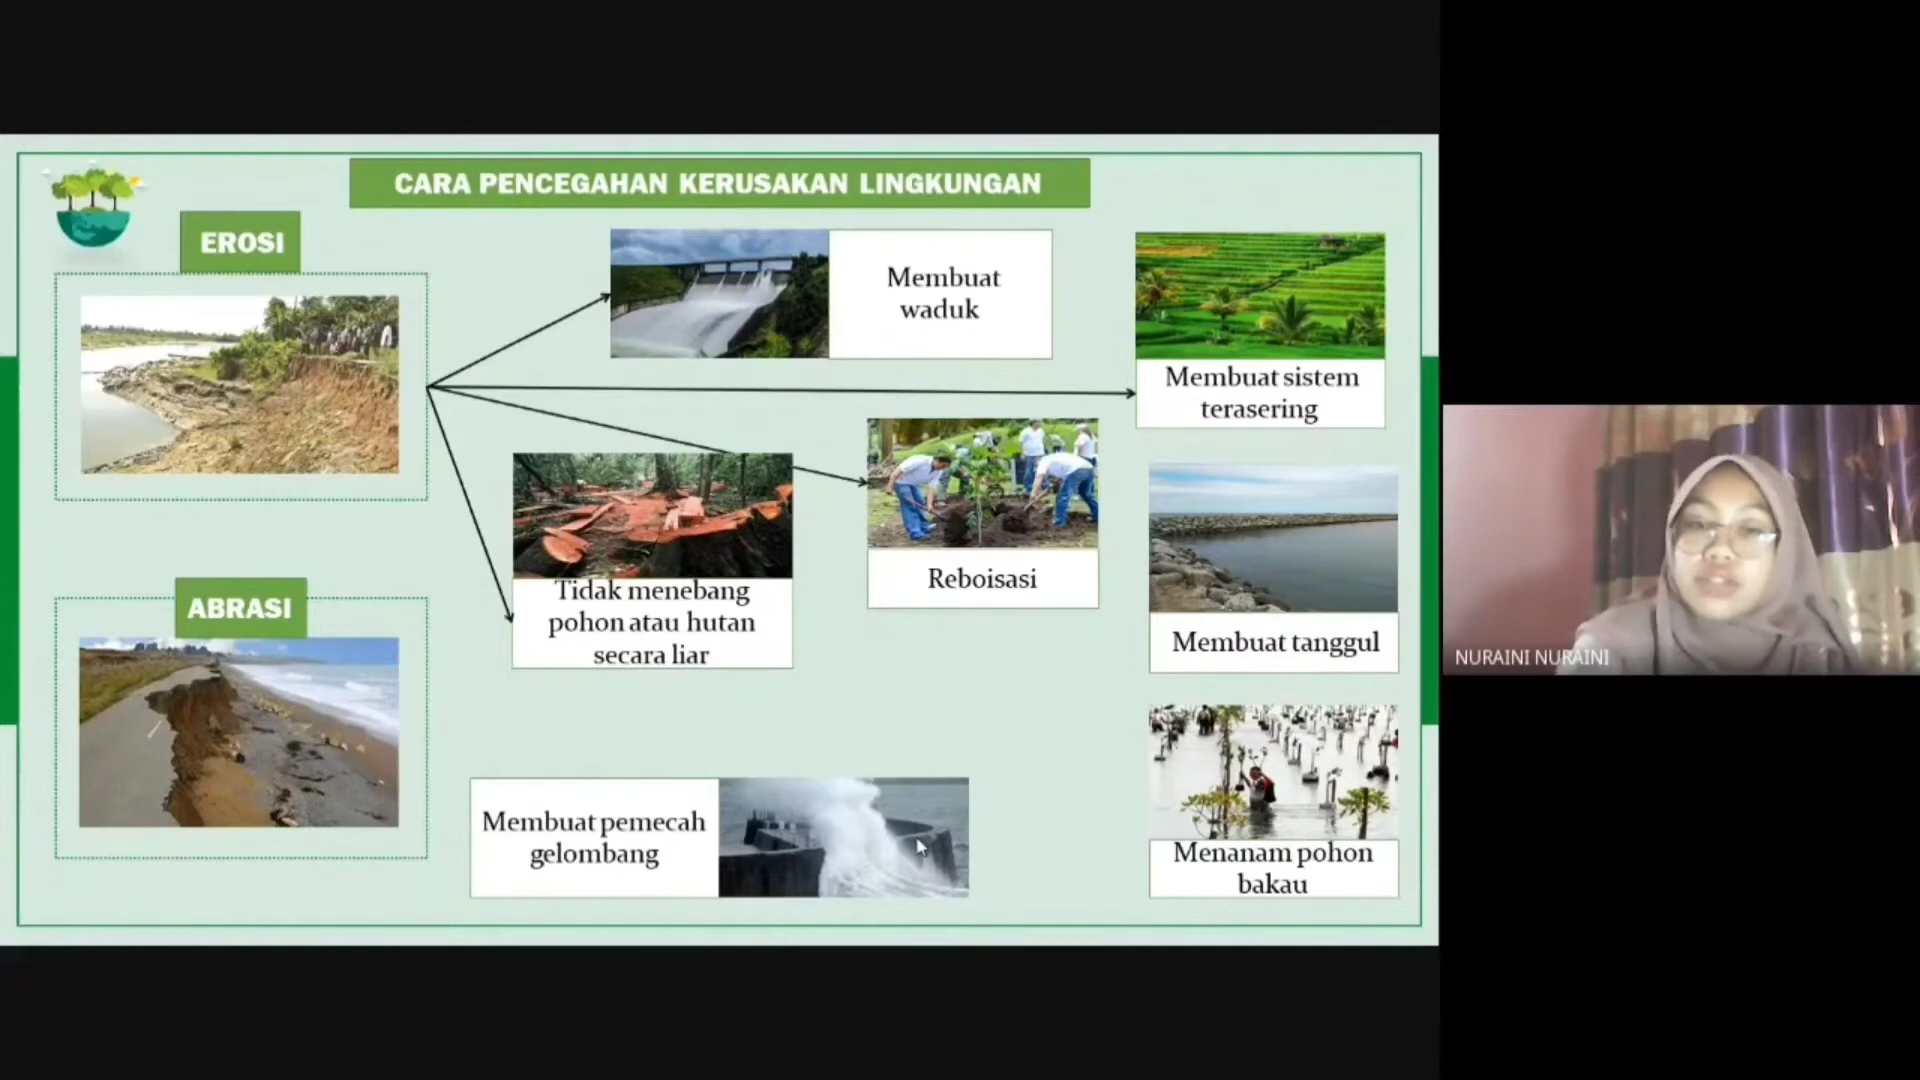 CARA PENCEGAHAN KERUSAKAN LINGKUNGAN
EROSI
Membuat
waduk
Membuat sistem
terasering
Tidak menebang
pohon atau hutan
secara liar
Reboisasi
Membuat tanggul
ABRASI
Membuat pemecah
gelombang
Menanam pohon
bakau
NURAINI NURAINI